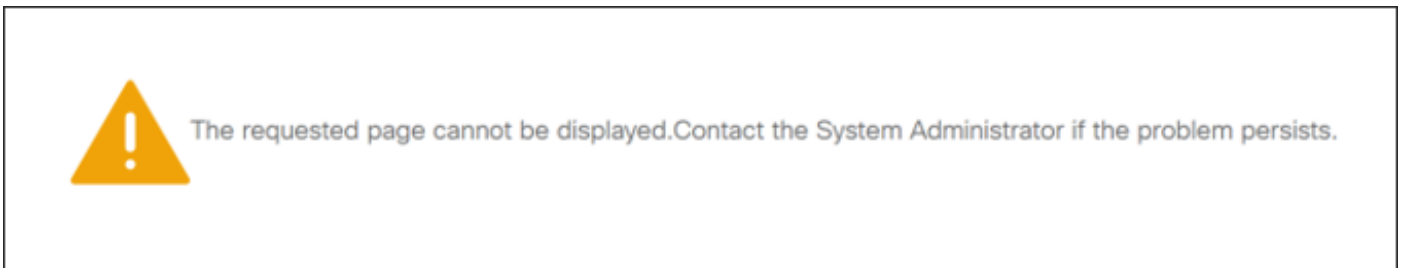 The requested page cannot be displayed.Contact the System Administrator if the problem persists.